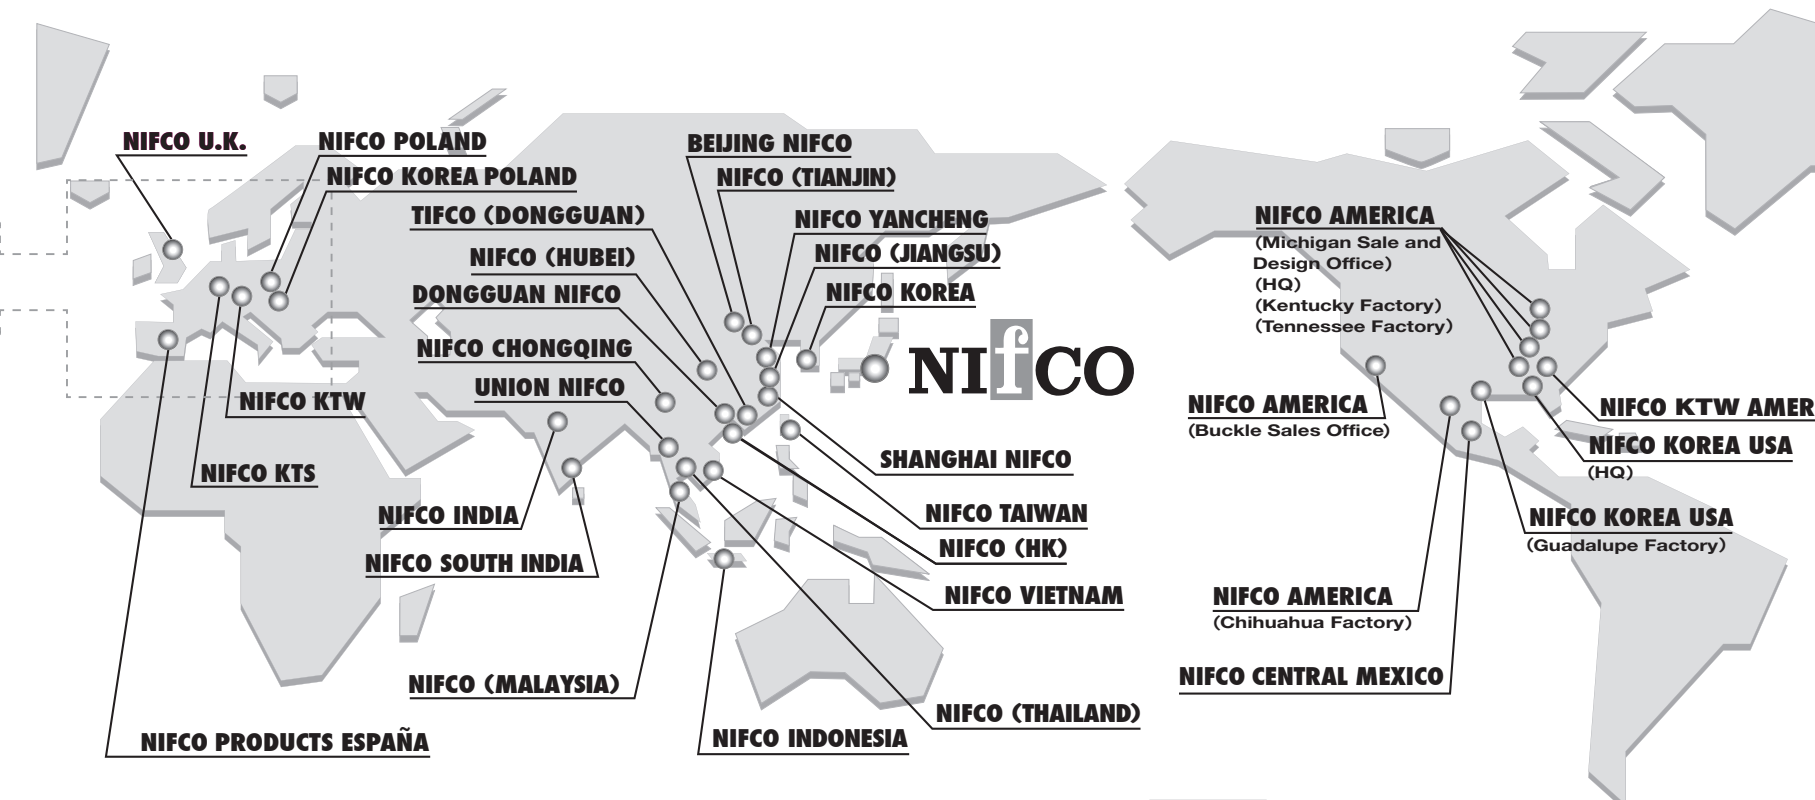 NIFCO U.K.
NIFCO POLAND
NIFCO KOREA POLAND
TIFCO (DONGGUAN)
NIFCO (HUBEI)
DONGGUAN NIFCO
NIFCO CHONGQING
UNION NIFCO
NIFCO KTW
NIFCO KTS
NIFCO INDIA
NIFCO SOUTH INDIA
NIFCO (MALAYSIA)
NIFCO PRODUCTS ESPAÑA
BEIJING NIFCO
NIFCO (TIANJIN)
NIFCO YANCHENG
NIFCO (JIANGSU)
NIFCO KOREA
NIfCO
SHANGHAI NIFCO
NIFCO TAIWAN
NIFCO (HK)
NIFCO VIETNAM
NIFCO (THAILAND)
NIFCO INDONESIA
NIFCO AMERICA
(Michigan Sale and
Design Office)
(HQ)
(Kentucky Factory)
(Tennessee Factory)
NIFCO AMERICA
(Buckle Sales Office)
NIFCO KTW AMER
NIFCO KOREA USA
(HQ)
NIFCO KOREA USA
(Guadalupe Factory)
NIFCO AMERICA
(Chihuahua Factory)
NIFCO CENTRAL MEXICO